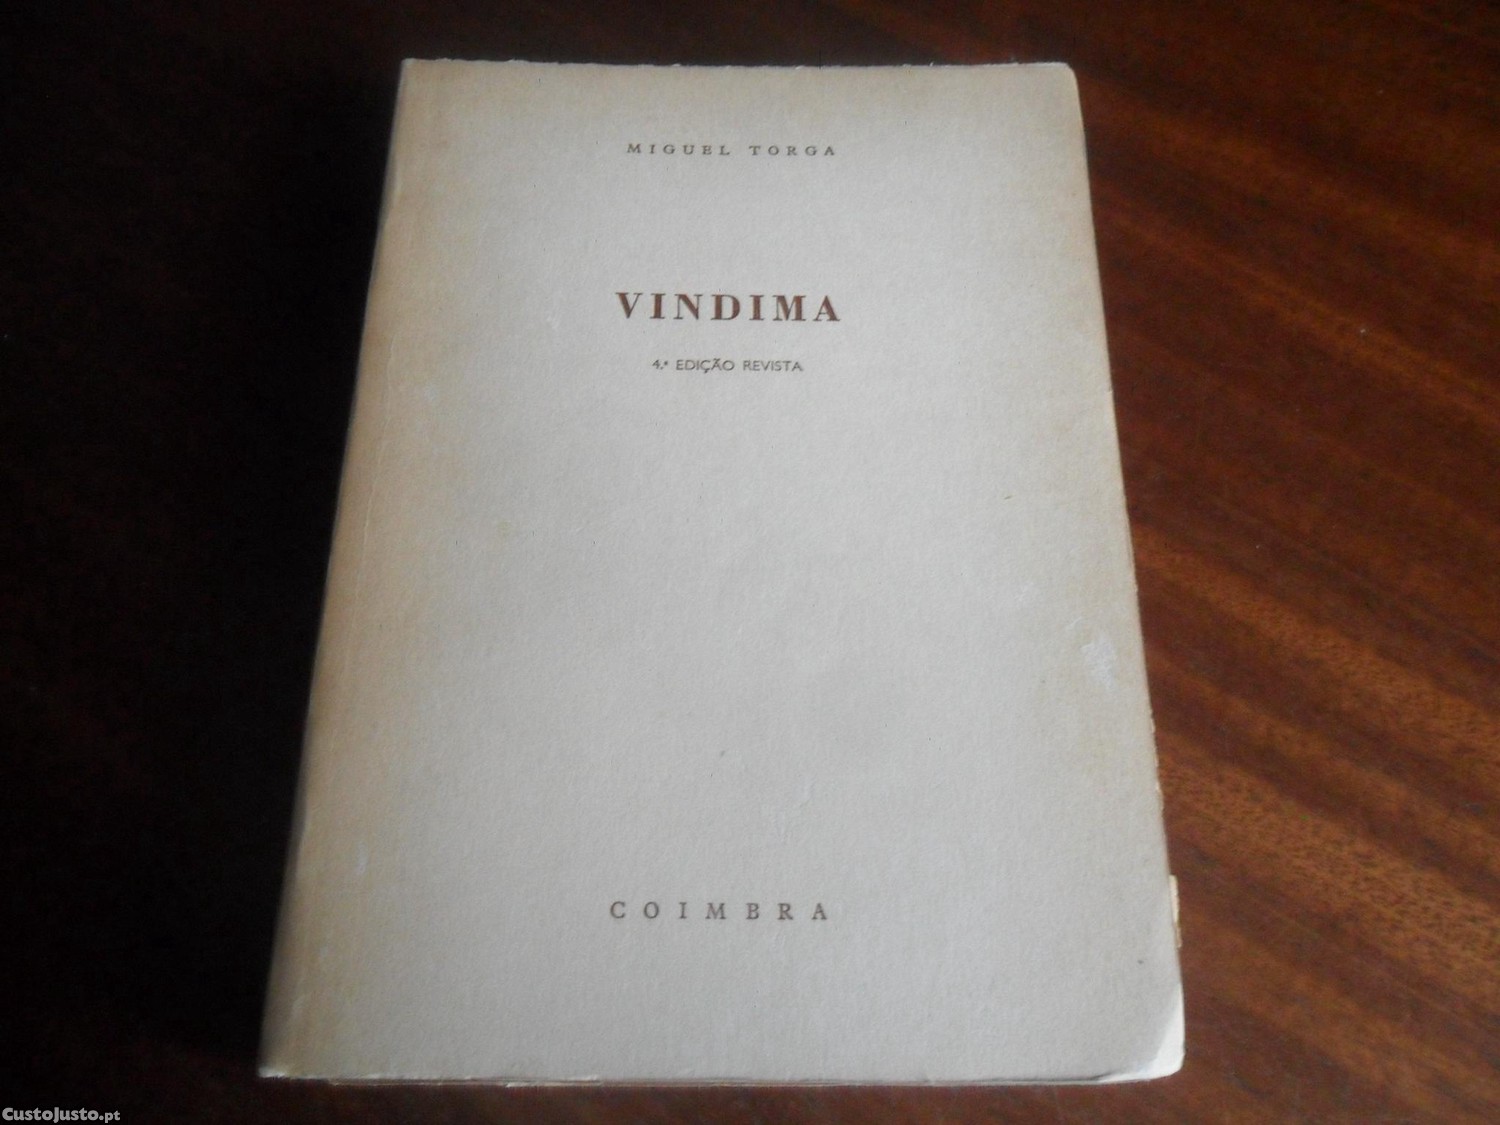 MIGUEL TORGA
VINDIMA
4.ª EDIÇÃO REVISTA
COIMBRA
CustoJusto.pt